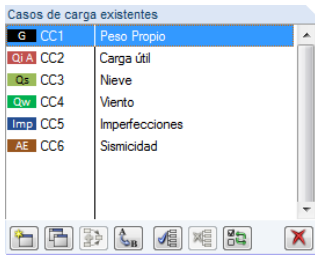 Casos de carga existentes
G CC1 Peso Propio
Qi A CC2 Carga útil
Qs CC3 Nieve
Qw CC4 Viento
Imp CC5 Imperfecciones
AE CC6 Sismicidad
A B